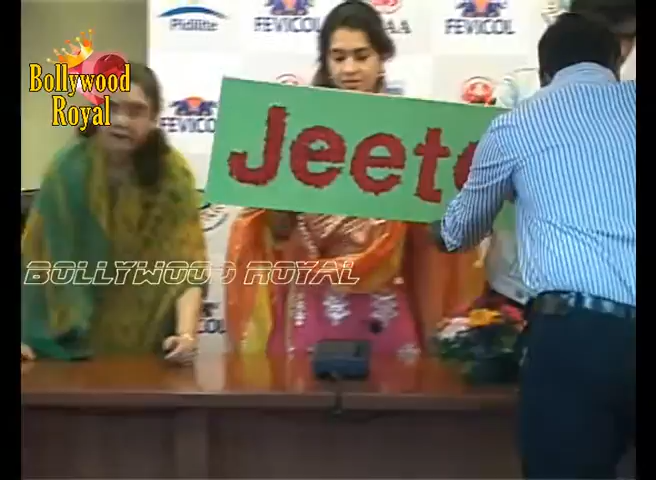 Pidilite
FEVICOL
FEVICOL
Bollywood
Royal
FEVICOL
Jeet
BOLLYWOOD ROYAL